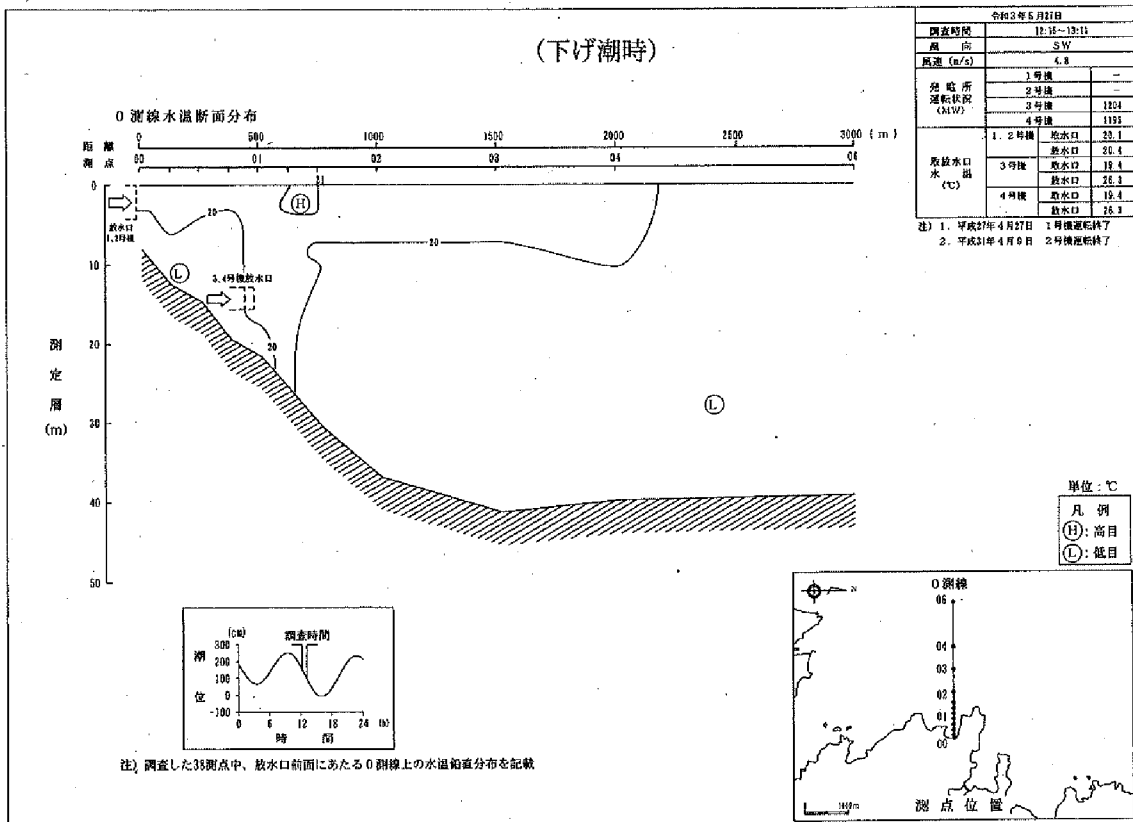 (下げ潮時)
令和3年5月27日
調査時間 12:15~13:11
風 向 SW
風速 (m/s) 4.8
発電所運転状況 (MW)
1号機 —
2号機 —
3号機 1204
4号機
取放水口水温 (℃)
1.2号機 取水口
放水口 20.4
3号機 取水口 19.4
放水口 26.3
4号機 取水口 19.4
放水口 26.3
注) 1. 平成27年4月27日 1号機運転終了
2. 平成31年4月9日 2号機運転終了
0測線水温断面分布
距離 0 500 1000 1500 2000 2500 3000 (m)
測点 00 01 02 03 04 06
0
10
20
30
40
50
測定層(m)
放水口
1,2号機
3,4号機放水口
20
20
20
21
H
L
L
単位:℃
凡 例
H:高目
L:低目
(cm)
調査時間
潮位
300
200
100
0
-100
0 6 12 18 24 (h)
時 間
注) 調査した38測点中、放水口前面にあたる0測線上の水温鉛直分布を記載
0測線
06
04
03
02
01
00
1000m
測点位置